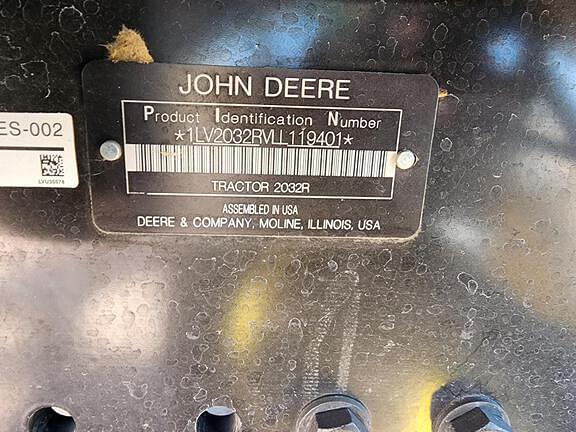 JOHN DEERE
Product Identification Number
*1LV2032RVLL119401*
TRACTOR 2032R
ASSEMBLED IN USA
DEERE & COMPANY, MOLINE, ILLINOIS, USA
ES-002